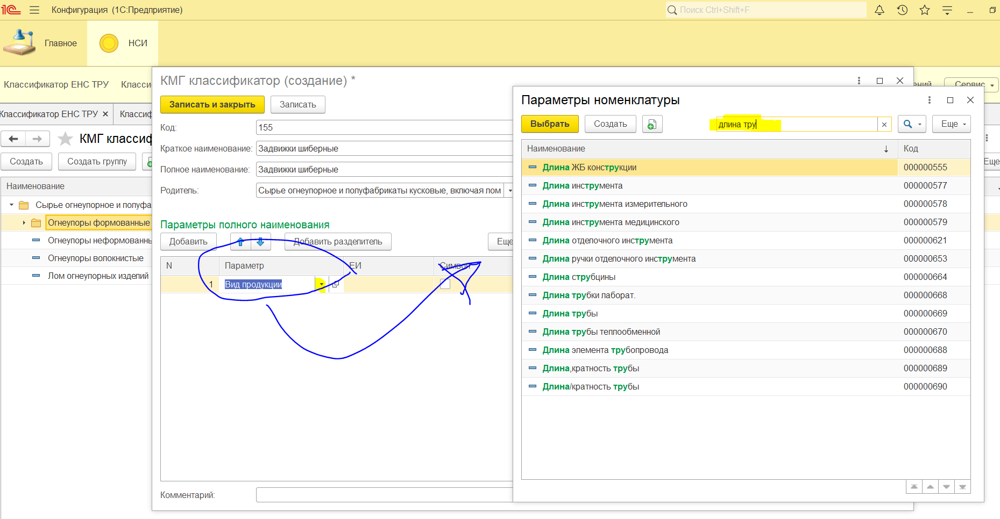 1С Конфигурация (1С:Предприятие)
Поиск Ctrl+Shift+F
Главное
НСИ
Классификатор ЕНС ТРУ
Класси
ений
Сервис
Классификатор ЕНС ТРУ ×
Классиф
КМГ классиф
Создать
Создать группу
Наименование
Сырье огнеупорное и полуфа
Огнеупоры формованные
Огнеупоры неформованнь
Огнеупоры волокнистые
Лом огнеупорных изделий
Еще
КМГ классификатор (создание) *
Записать и закрыть
Записать
Код: 155
Краткое наименование: Задвижки шиберные
Полное наименование: Задвижки шиберные
Родитель: Сырье огнеупорное и полуфабрикаты кусковые, включая лом
Параметры полного наименования
Добавить
Добавить разделитель
Еще
N Параметр ЕИ Символ
1 Вид продукции
Комментарий:
Параметры номенклатуры
Выбрать
Создать
длина тру
Еще
Наименование Код
Длина ЖБ конструкции 000000555
Длина инструмента 000000577
Длина инструмента измерительного 000000578
Длина инструмента медицинского 000000579
Длина отделочного инструмента 000000621
Длина ручки отделочного инструмента 000000653
Длина струбцины 000000664
Длина трубки лаборат. 000000668
Длина трубы 000000669
Длина трубы теплообменной 000000670
Длина элемента трубопровода 000000688
Длина,кратность трубы 000000689
Длина/кратность трубы 000000690